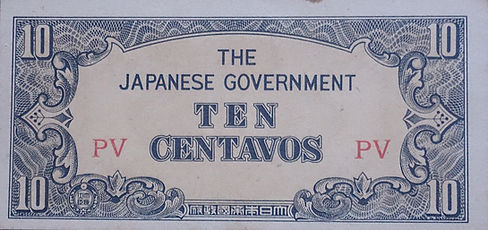 10 10
THE
JAPANESE GOVERNMENT
TEN
PV CENTAVOS PV
10 10